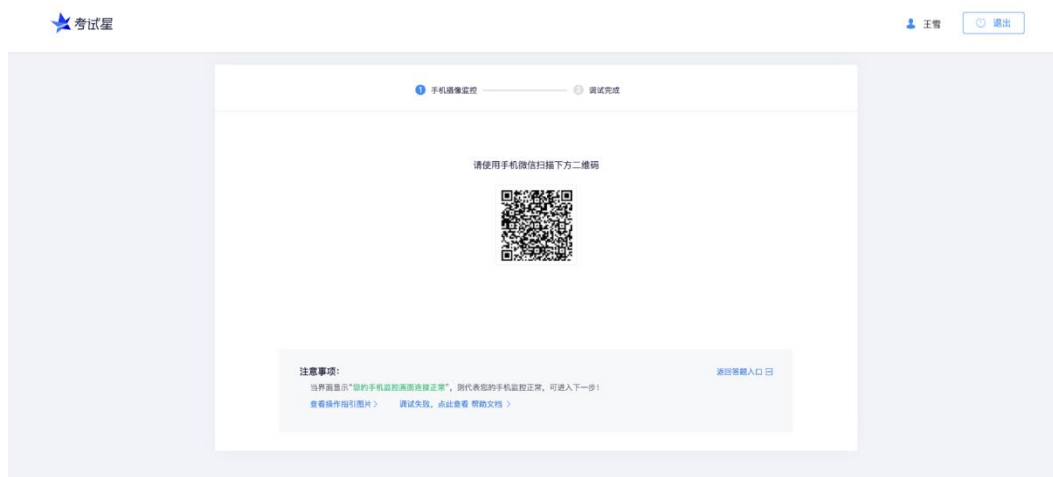 考试星
王雪
退出
1 手机摄像监控
2 调试完成
请使用手机微信扫描下方二维码
注意事项：
返回答题入口
当界面显示“您的手机监控画面连接正常”，则代表您的手机监控正常，可进入下一步！
查看操作指引图片> 调试失败，点此查看 帮助文档 >